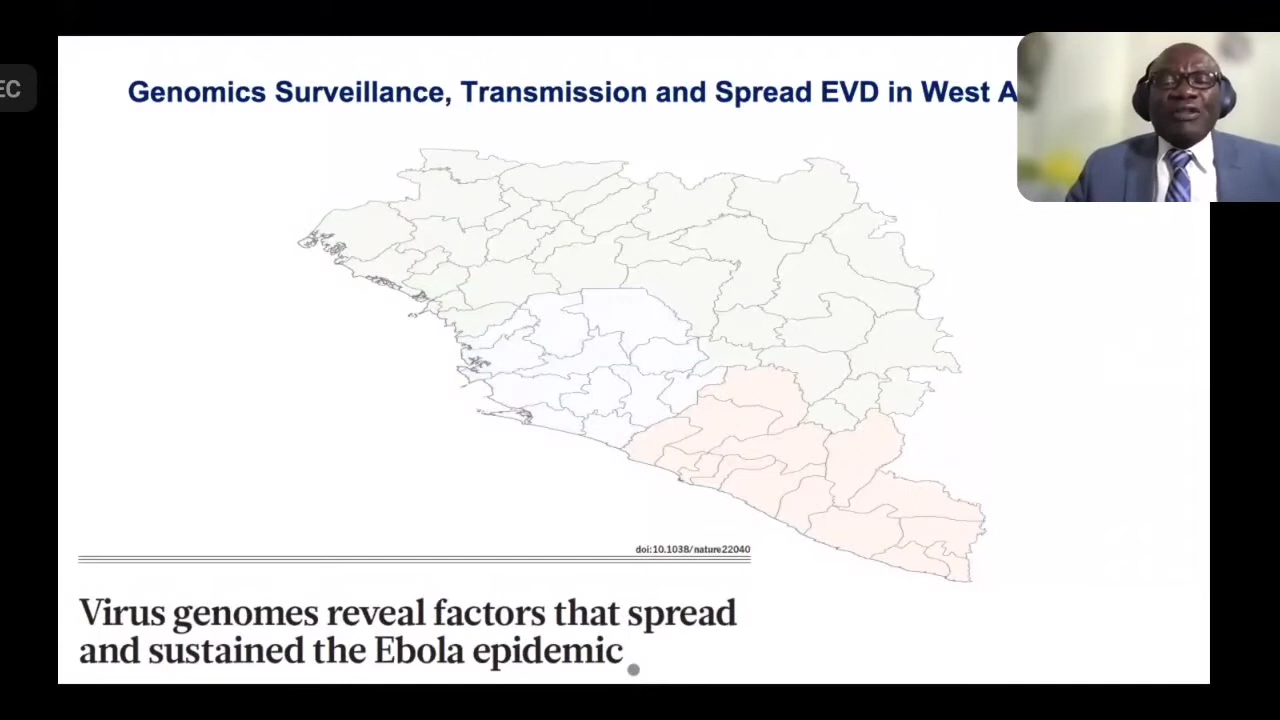 EC
Genomics Surveillance, Transmission and Spread EVD in West A
doi:10.1038/nature22040
Virus genomes reveal factors that spread
and sustained the Ebola epidemic